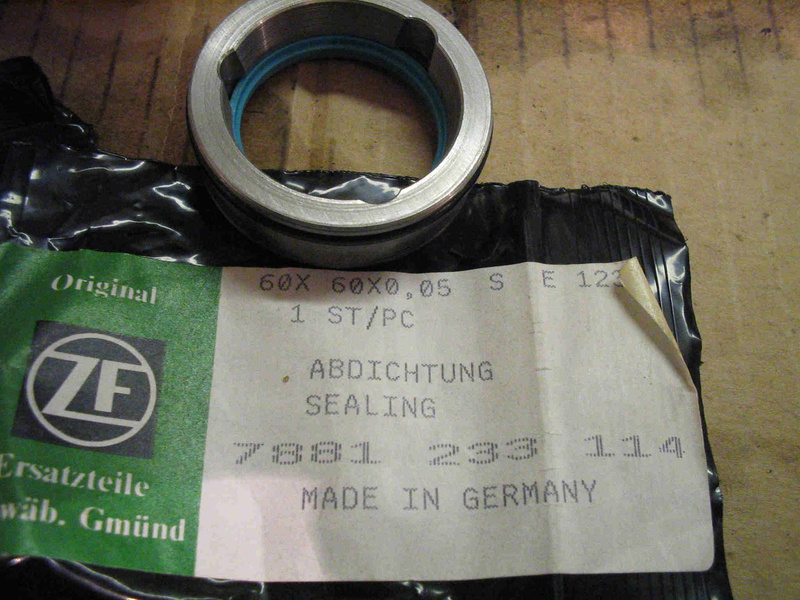 Original
ZF
Ersatzteile
wäb. Gmünd
60X 60X0,05 S E 123
1 ST/PC
ABDICHTUNG
SEALING
7881 233 114
MADE IN GERMANY